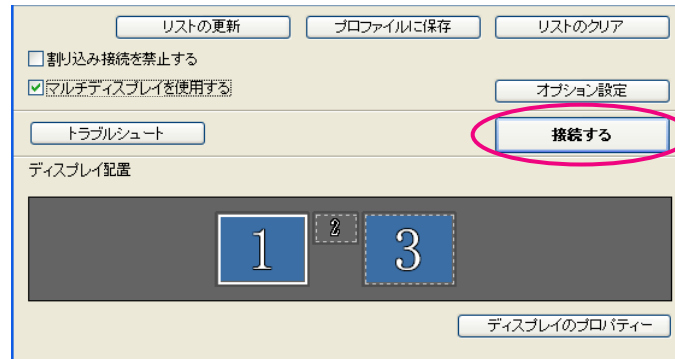 リストの更新 プロファイルに保存 リストのクリア
割り込み接続を禁止する
マルチディスプレイを使用する オプション設定
トラブルシュート 接続する
ディスプレイ配置
1 2 3
ディスプレイのプロパティー